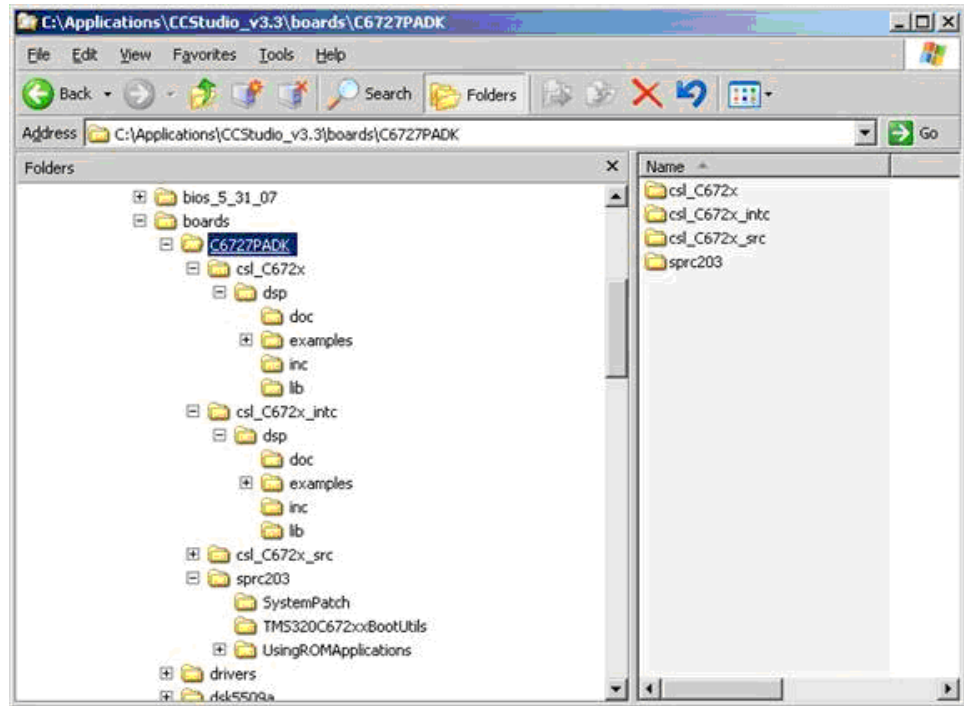 C:\Applications\CCStudio_v3.3\boards\C6727PADK
File Edit View Favorites Tools Help
Back Search Folders
Address C:\Applications\CCStudio_v3.3\boards\C6727PADK Go
Folders x Name
bios_5_31_07
boards
C6727PADK
csl_C672x
dsp
doc
examples
inc
lib
csl_C672x_intc
dsp
doc
examples
inc
lib
csl_C672x_src
sprc203
SystemPatch
TMS320C672xxBootUtils
UsingROMApplications
drivers
dsk5509a
csl_C672x
csl_C672x_intc
csl_C672x_src
sprc203